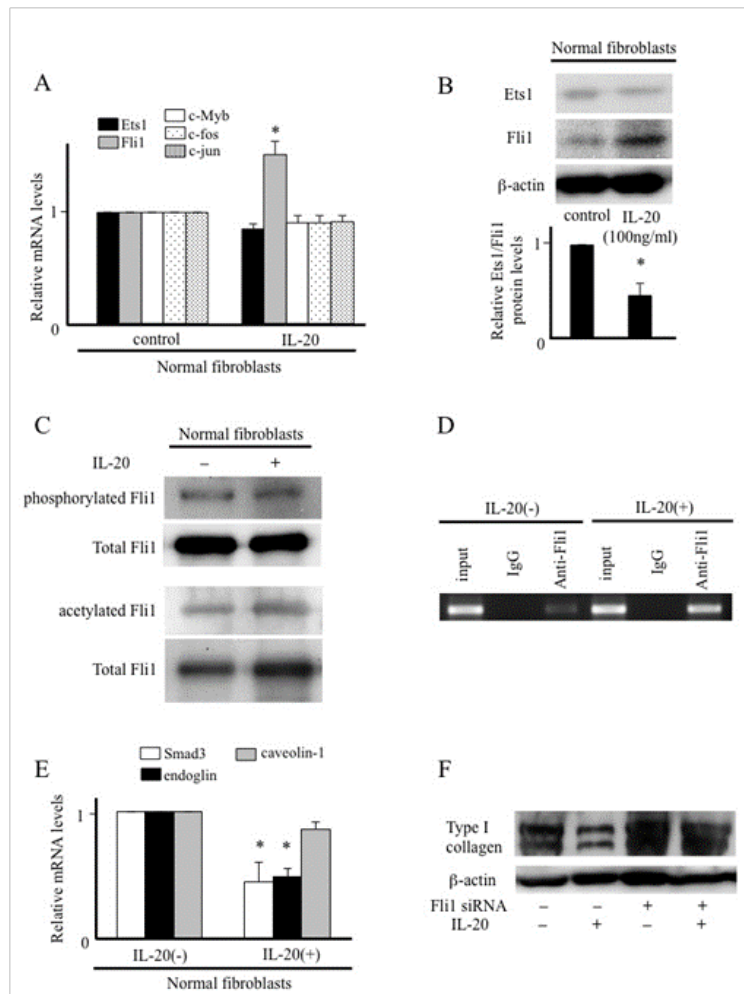 A
Ets1
Fli1
c-Myb
c-fos
c-jun
*
Relative mRNA levels
1
0
control
IL-20
Normal fibroblasts
B
Normal fibroblasts
Ets1
Fli1
β-actin
control
IL-20
(100ng/ml)
Relative Ets1/Fli1
protein levels
1
0
*
C
Normal fibroblasts
IL-20
– +
phosphorylated Fli1
Total Fli1
acetylated Fli1
Total Fli1
D
IL-20(-)
IL-20(+)
input
IgG
Anti-Fli1
input
IgG
Anti-Fli1
E
Smad3
endoglin
caveolin-1
Relative mRNA levels
1
0
* *
IL-20(-)
IL-20(+)
Normal fibroblasts
F
Type I
collagen
β-actin
Fli1 siRNA – – + +
IL-20 – + – +